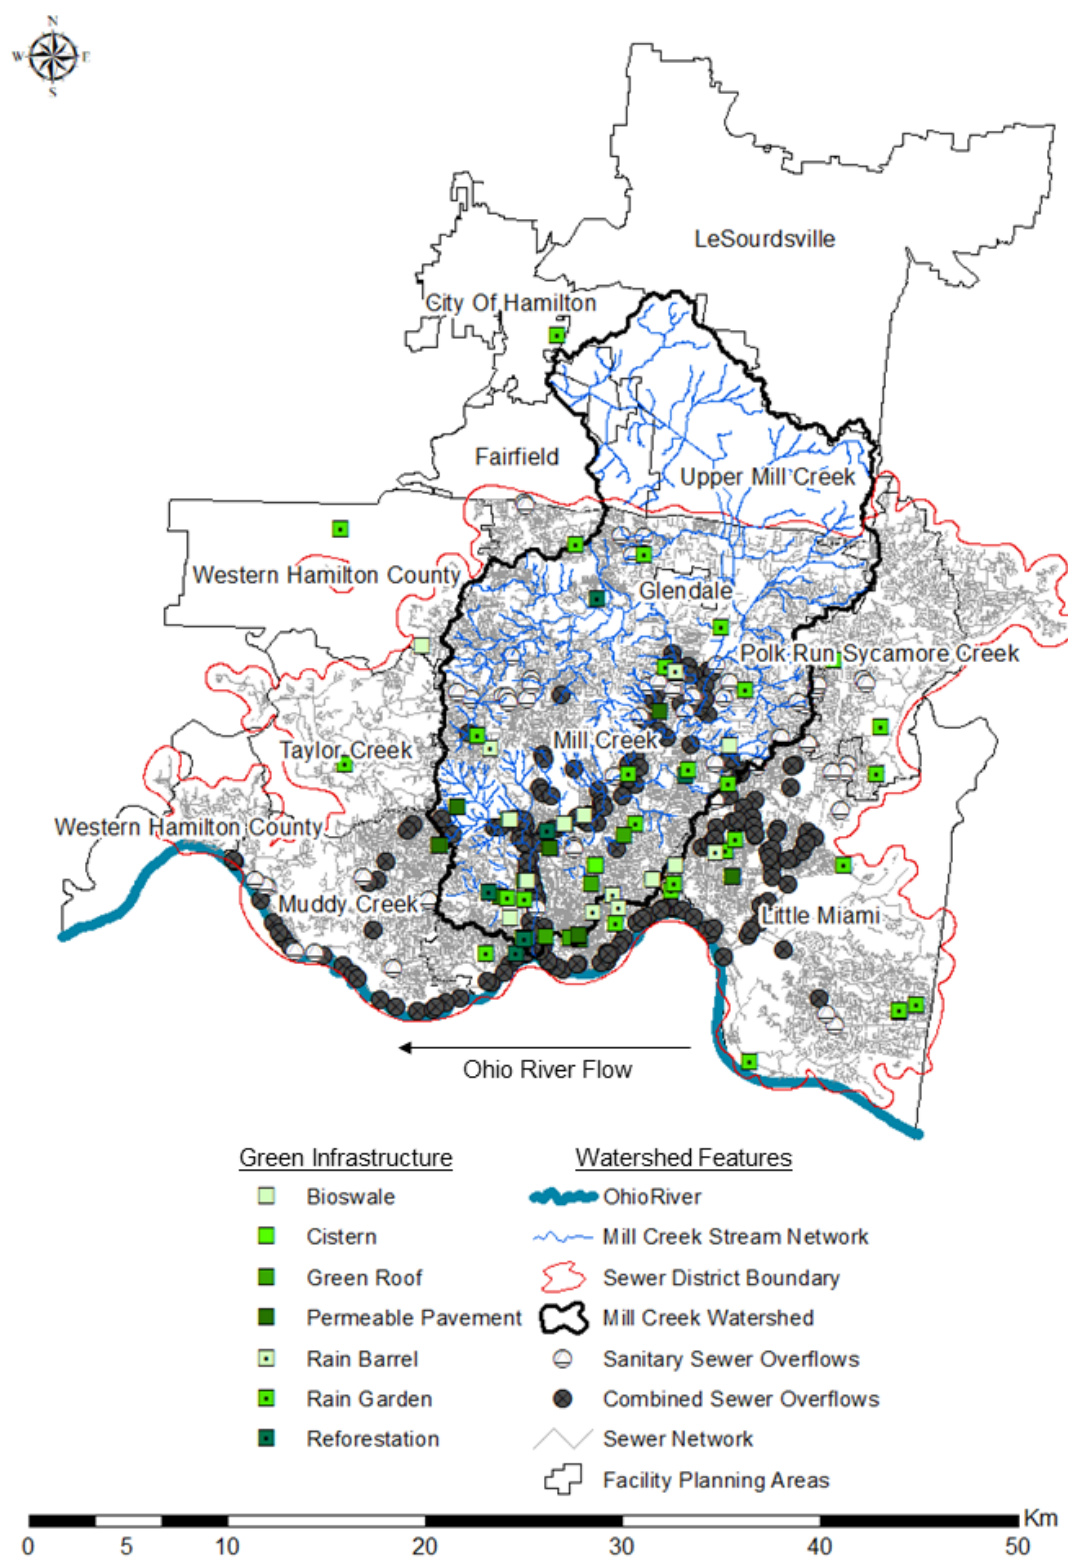 N
W E
S
LeSourdsville
City Of Hamilton
Fairfield
Upper Mill Creek
Western Hamilton County
Glendale
Polk Run Sycamore Creek
Taylor Creek
Mill Creek
Western Hamilton County
Muddy Creek
Little Miami
Ohio River Flow
Green Infrastructure
Bioswale
Cistern
Green Roof
Permeable Pavement
Rain Barrel
Rain Garden
Reforestation
Watershed Features
OhioRiver
Mill Creek Stream Network
Sewer District Boundary
Mill Creek Watershed
Sanitary Sewer Overflows
Combined Sewer Overflows
Sewer Network
Facility Planning Areas
Km
0 5 10 20 30 40 50